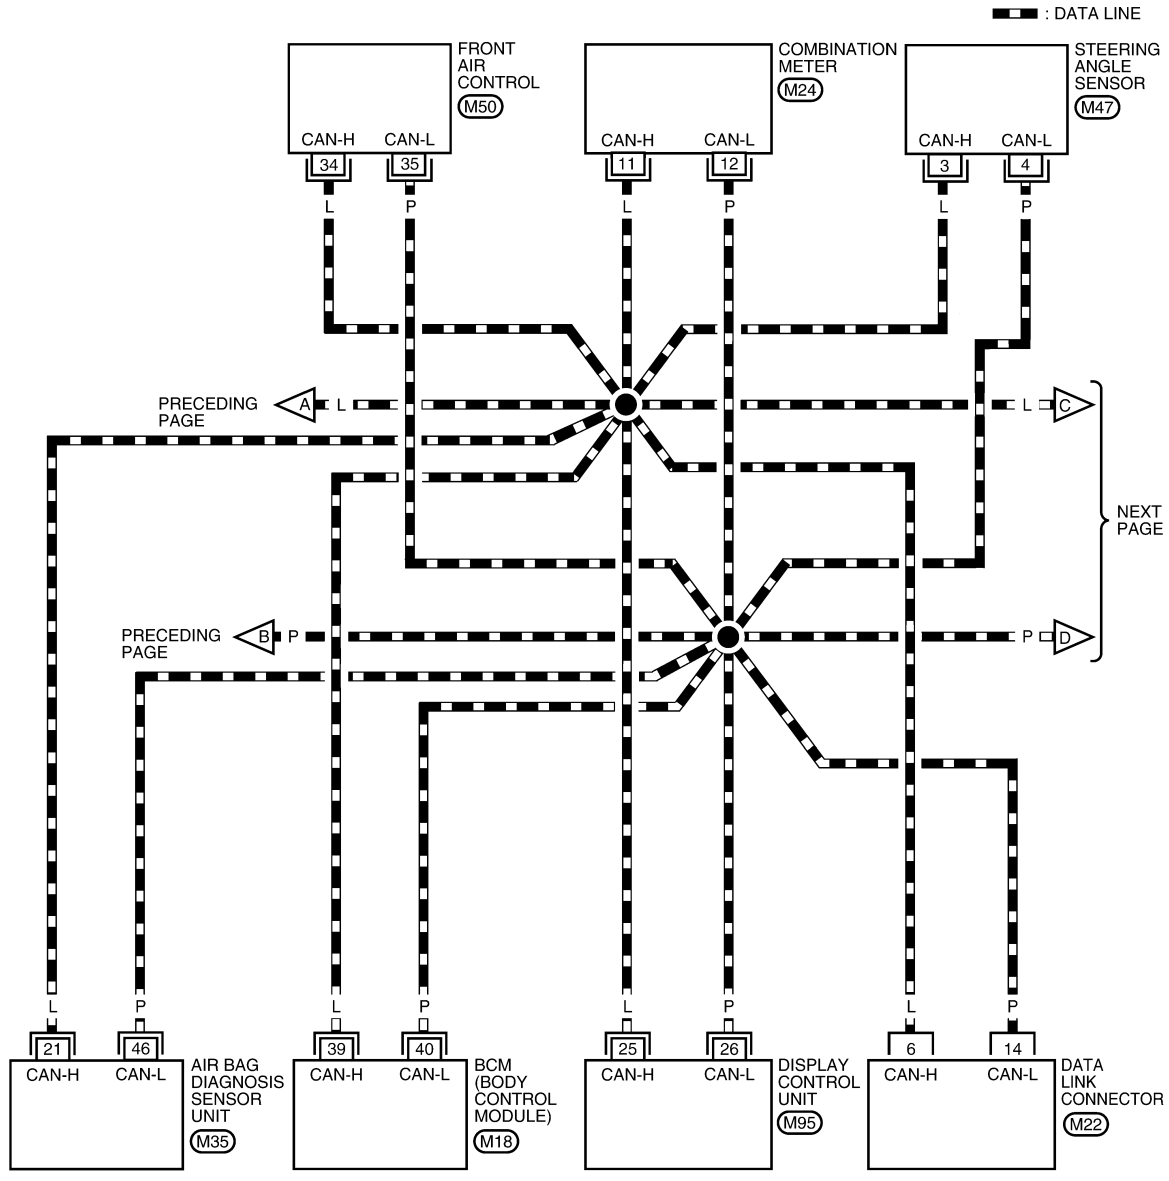 : DATA LINE
FRONT
AIR
CONTROL
M50
CAN-H CAN-L
34 35
L P
COMBINATION
METER
M24
CAN-H CAN-L
11 12
L P
STEERING
ANGLE
SENSOR
M47
CAN-H CAN-L
3 4
L P
PRECEDING
PAGE
A L
L C
NEXT
PAGE
PRECEDING
PAGE
B P
P D
L P
21 46
CAN-H CAN-L
AIR BAG
DIAGNOSIS
SENSOR
UNIT
M35
L P
39 40
CAN-H CAN-L
BCM
(BODY
CONTROL
MODULE)
M18
L P
25 26
CAN-H CAN-L
DISPLAY
CONTROL
UNIT
M95
L P
6 14
CAN-H CAN-L
DATA
LINK
CONNECTOR
M22